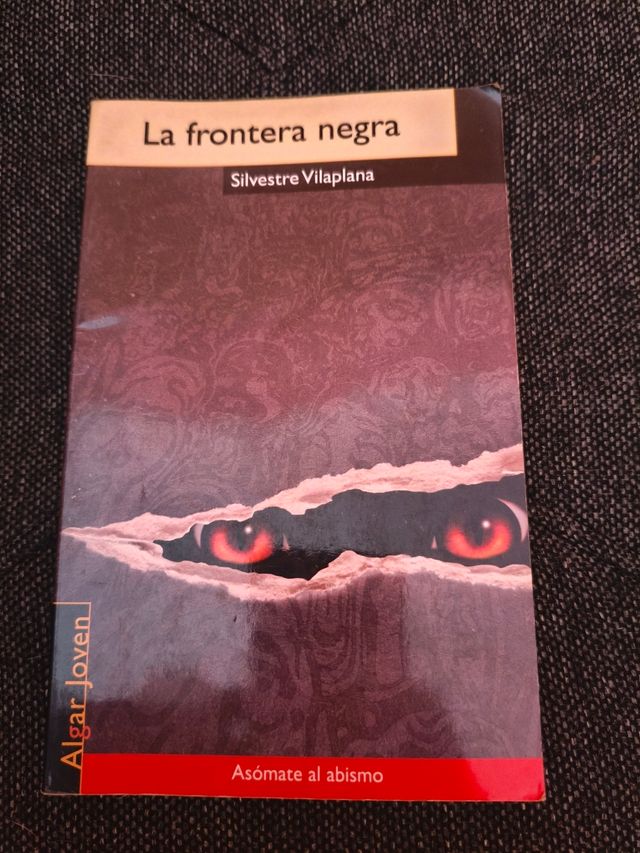 La frontera negra
Silvestre Vilaplana
Algar Joven
Asómate al abismo